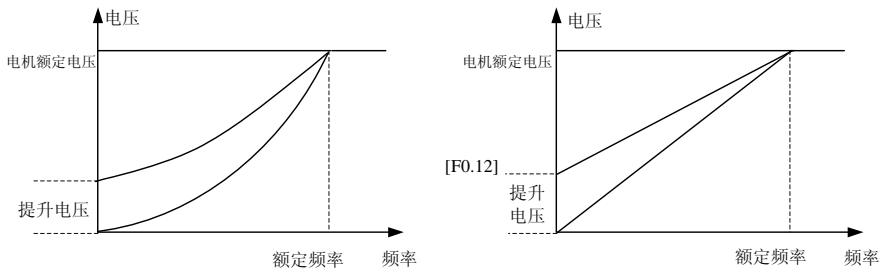 电压
电机额定电压
提升电压
额定频率
频率
电压
电机额定电压
[F0.12]
提升
电压
额定频率
频率